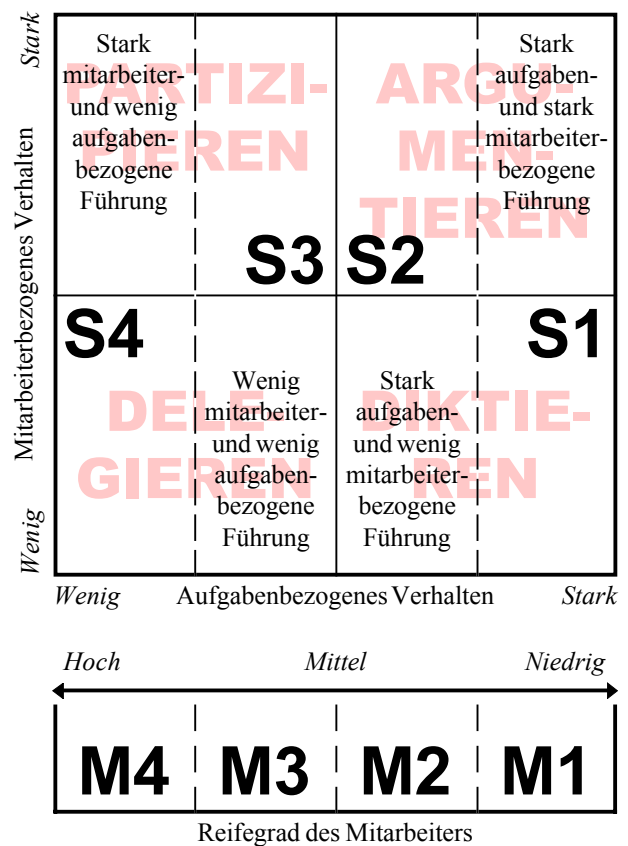 Stark
mitarbeiter-
und wenig
aufgaben-
bezogene
Führung
PARTIZI-
PIEREN
S3
Stark
aufgaben-
und stark
mitarbeiter-
bezogene
Führung
ARGU-
MEN-
TIEREN
S2
S4
DELE-
GIEREN
Wenig
mitarbeiter-
und wenig
aufgaben-
bezogene
Führung
S1
DIKTIE-
REN
Stark
aufgaben-
und wenig
mitarbeiter-
bezogene
Führung
Stark
Mitarbeiterbezogenes Verhalten
Wenig
Wenig Aufgabenbezogenes Verhalten Stark
Hoch Mittel Niedrig
M4 M3 M2 M1
Reifegrad des Mitarbeiters